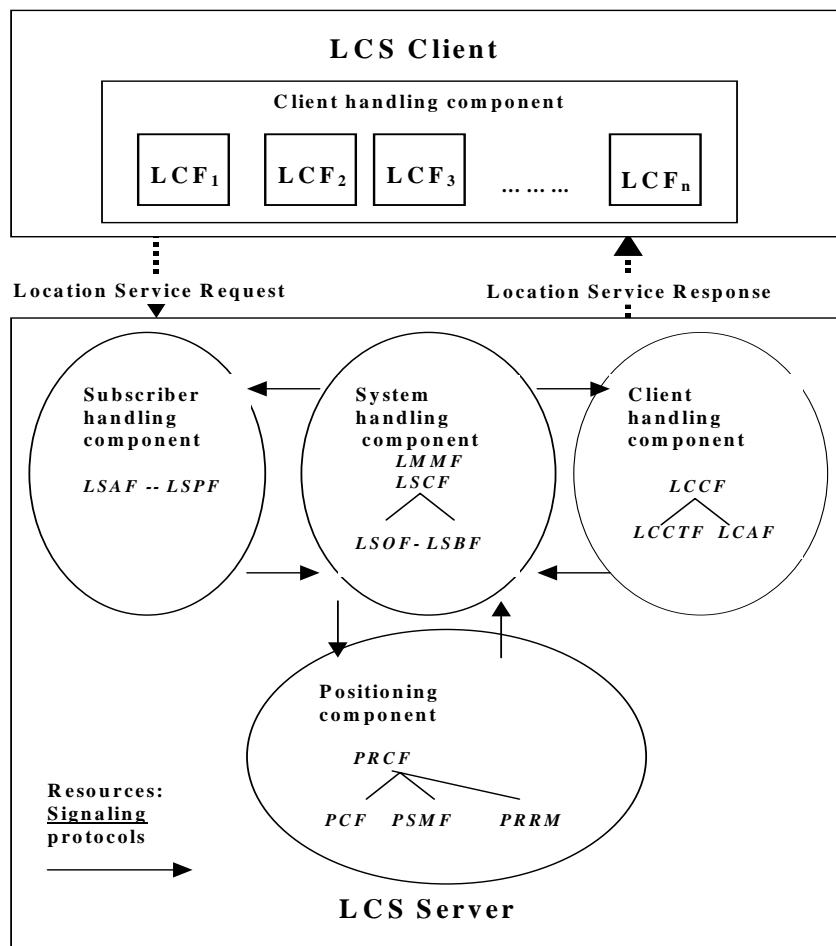 LCS Client
Client handling component
LCF1 LCF2 LCF3 ... ... ... LCFn
Location Service Request
Location Service Response
Subscriber
handling
component
LSAF -- LSPF
System
handling
component
LMMF
LSCF
LSOF- LSBF
Client
handling
component
LCCF
LCCTF LCAF
Positioning
component
PRCF
PCF PSMF PRRM
Resources:
Signaling
protocols
LCS Server